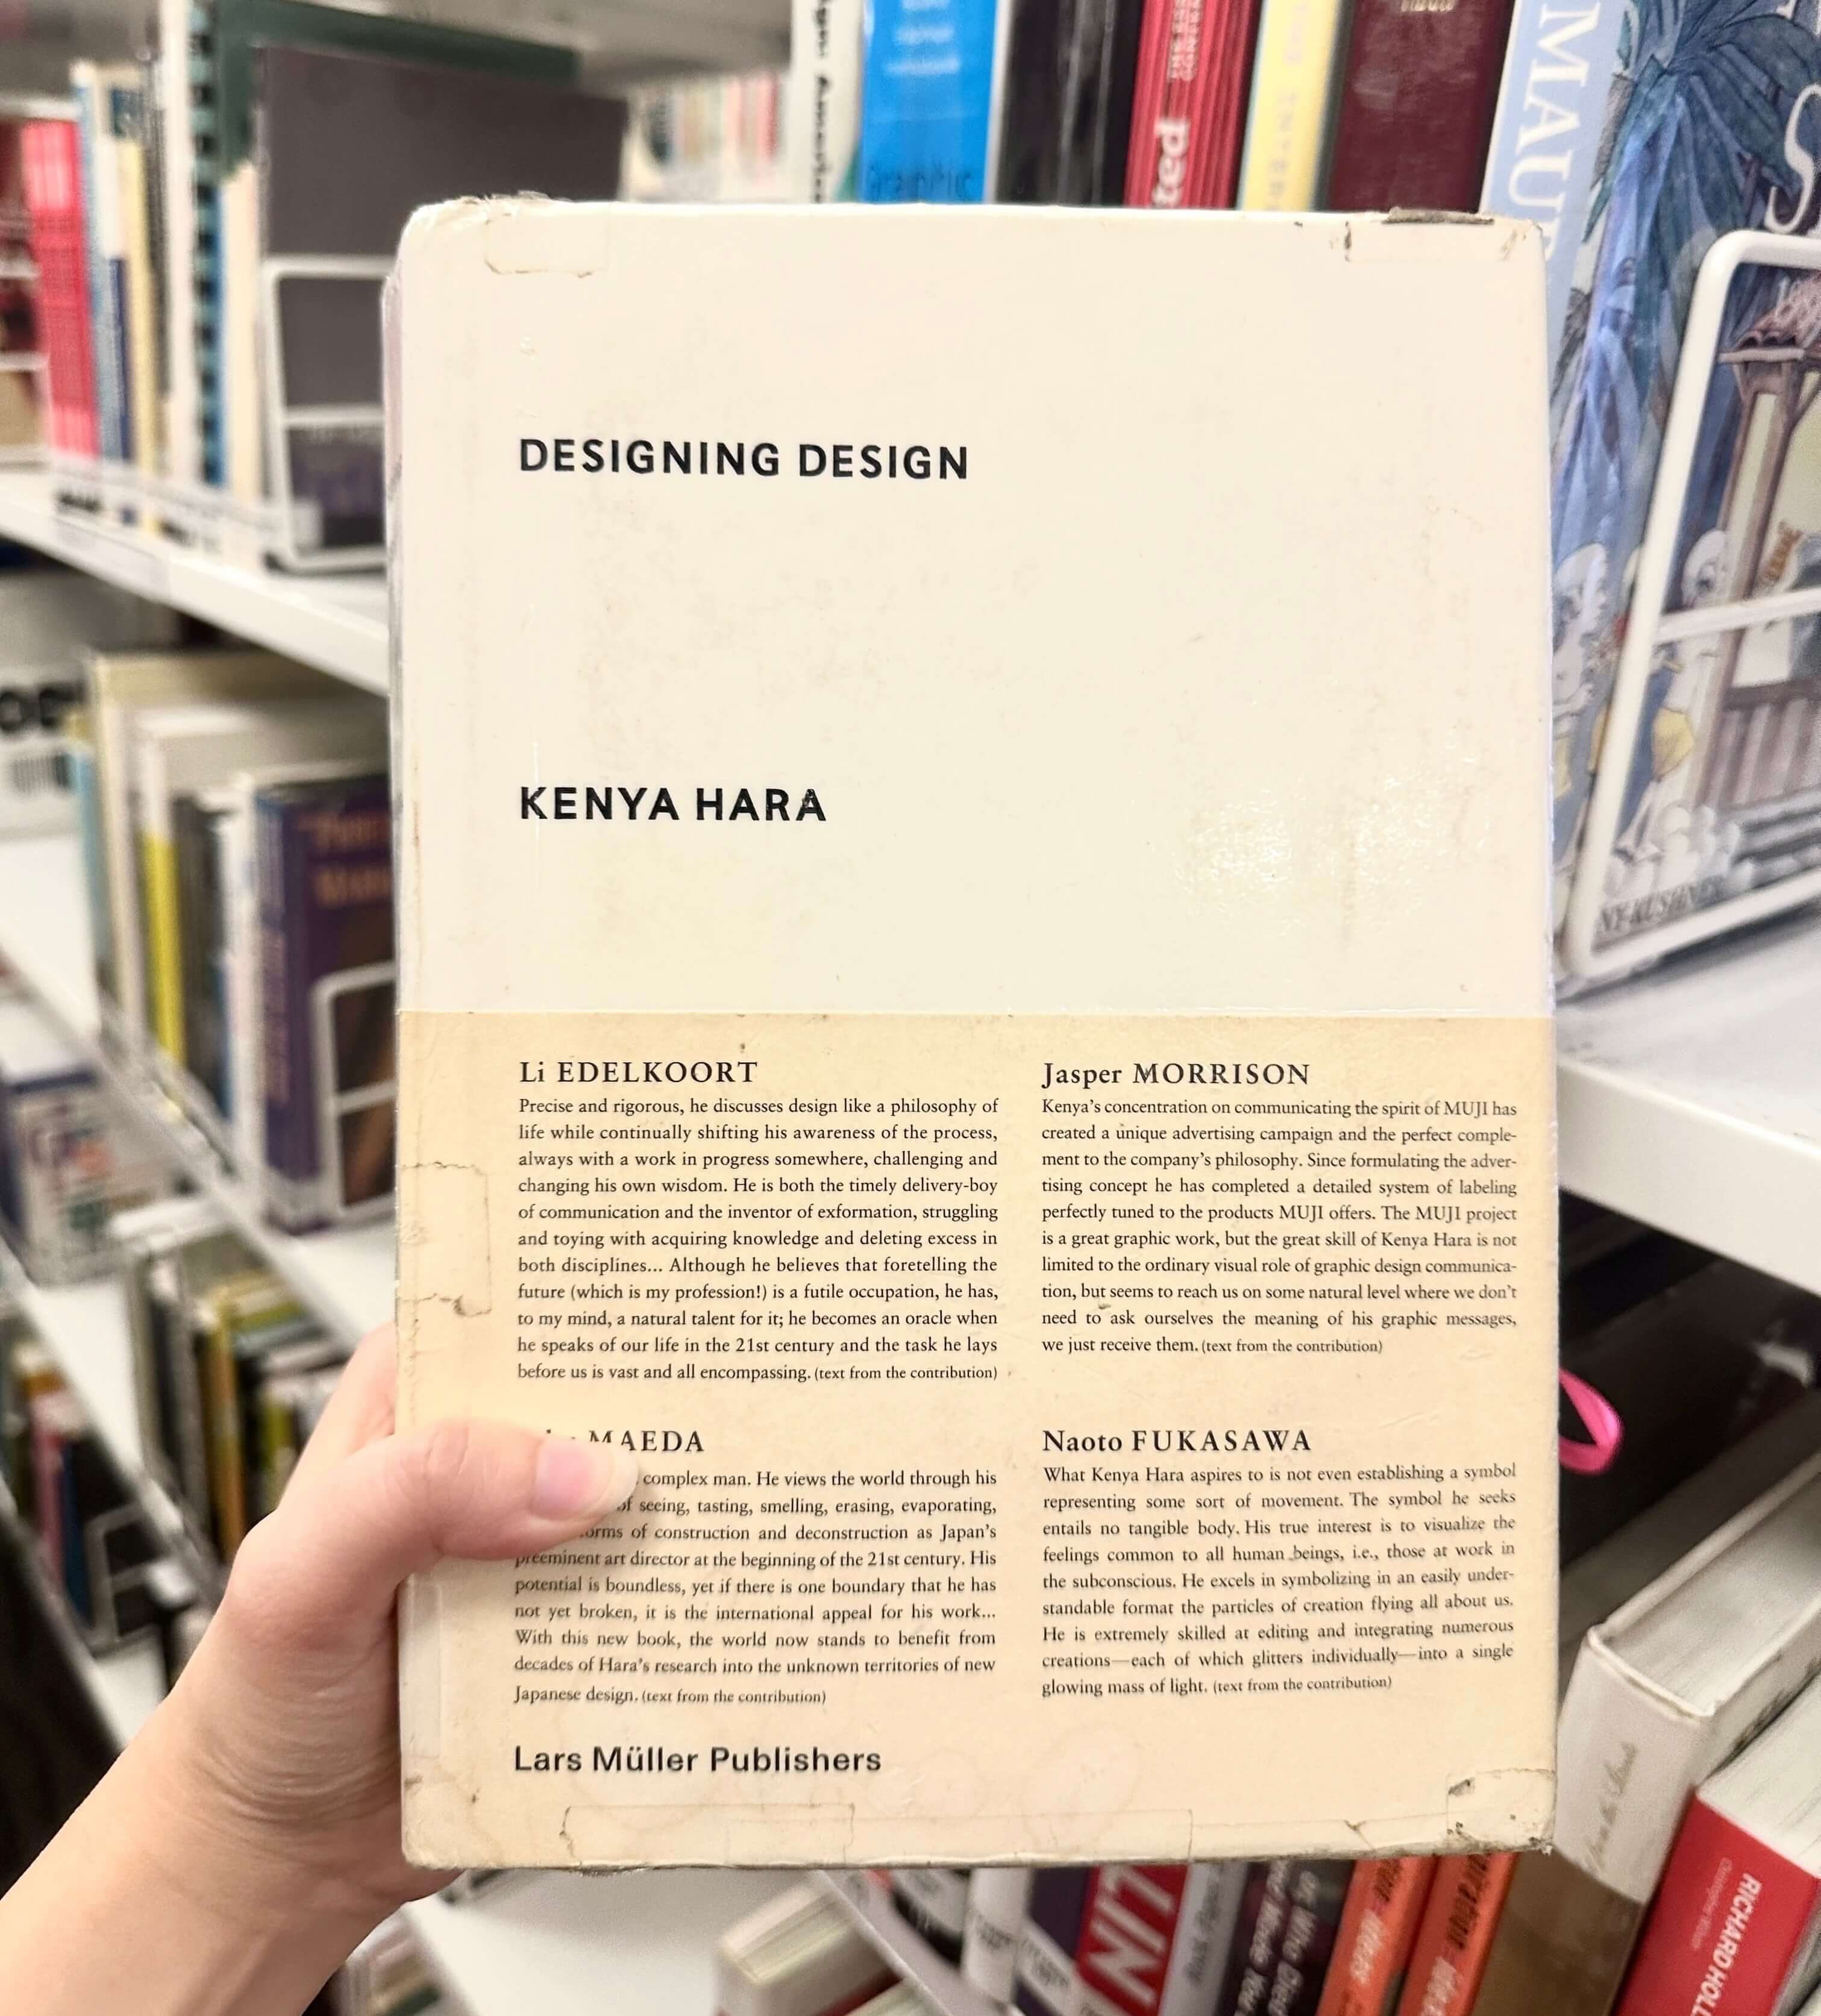 DESIGNING DESIGN
KENYA HARA
Li EDELKOORT
Precise and rigorous, he discusses design like a philosophy of
life while continually shifting his awareness of the process,
always with a work in progress somewhere, challenging and
changing his own wisdom. He is both the timely delivery-boy
of communication and the inventor of exformation, struggling
and toying with acquiring knowledge and deleting excess in
both disciplines... Although he believes that foretelling the
future (which is my profession!) is a futile occupation, he has,
to my mind, a natural talent for it; he becomes an oracle when
he speaks of our life in the 21st century and the task he lays
before us is vast and all encompassing. (text from the contribution)
Jasper MORRISON
Kenya's concentration on communicating the spirit of MUJI has
created a unique advertising campaign and the perfect comple-
ment to the company's philosophy. Since formulating the adver-
tising concept he has completed a detailed system of labeling
perfectly tuned to the products MUJI offers. The MUJI project
is a great graphic work, but the great skill of Kenya Hara is not
limited to the ordinary visual role of graphic design communica-
tion, but seems to reach us on some natural level where we don't
need to ask ourselves the meaning of his graphic messages,
we just receive them. (text from the contribution)
MAEDA
complex man. He views the world through his
of seeing, tasting, smelling, erasing, evaporating,
of construction and deconstruction as Japan's
preeminent art director at the beginning of the 21st century. His
potential is boundless, yet if there is one boundary that he has
not yet broken, it is the international appeal for his work...
With this new book, the world now stands to benefit from
decades of Hara's research into the unknown territories of new
Japanese design. (text from the contribution)
Naoto FUKASAWA
What Kenya Hara aspires to is not even establishing a symbol
representing some sort of movement. The symbol he seeks
entails no tangible body. His true interest is to visualize the
feelings common to all human beings, i.e., those at work in
the subconscious. He excels in symbolizing in an easily under-
standable format the particles of creation flying all about us.
He is extremely skilled at editing and integrating numerous
creations—each of which glitters individually—into a single
glowing mass of light. (text from the contribution)
Lars Müller Publishers
Graphic
MAU
RICHARD
LIN